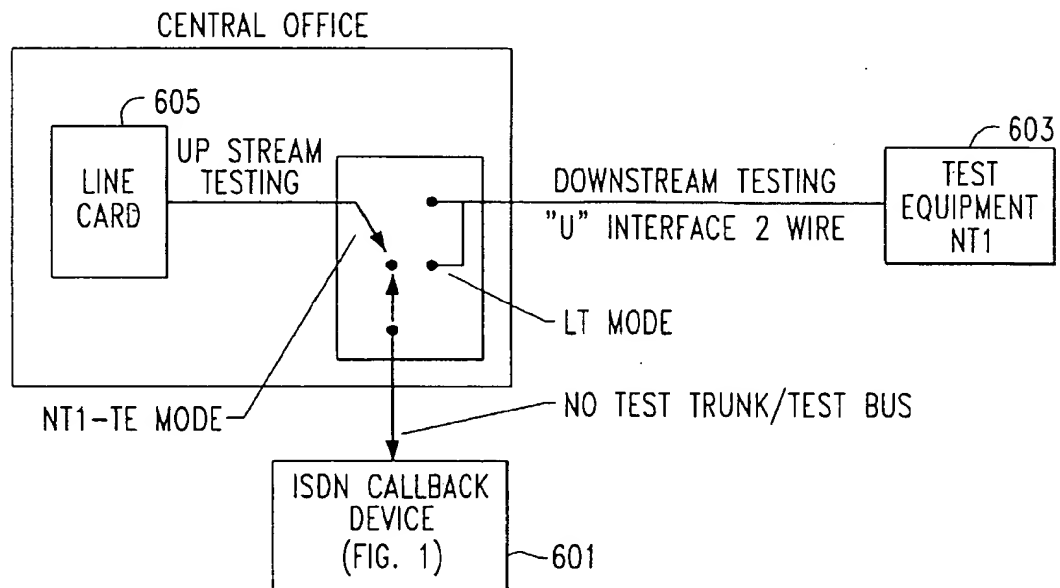 CENTRAL OFFICE
605
LINE
CARD
UP STREAM
TESTING
DOWNSTREAM TESTING
"U" INTERFACE 2 WIRE
603
TEST
EQUIPMENT
NT1
LT MODE
NT1-TE MODE
NO TEST TRUNK/TEST BUS
ISDN CALLBACK
DEVICE
(FIG. 1)
601